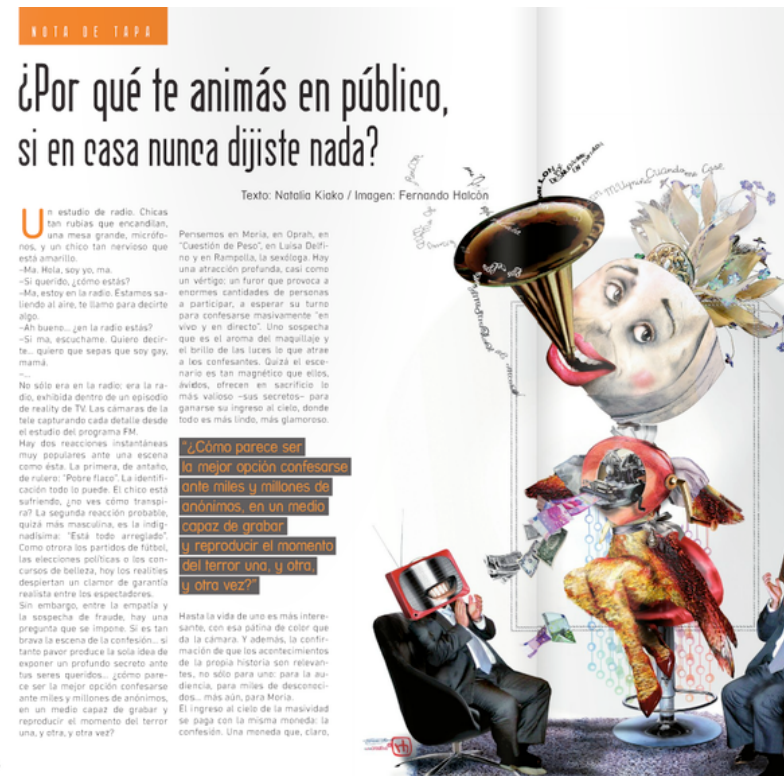 NOTA DE TAPA
¿Por qué te animás en público,
si en casa nunca dijiste nada?
Texto: Natalia Kiako / Imagen: Fernando Halcón
Un estudio de radio. Chicas
tan rubias que encandilan,
una mesa grande, micrófo-
nos, y un chico tan nervioso que
está amarillo.
–Ma. Hola, soy yo, ma.
–Si querido, ¿cómo estás?
–Ma, estoy en la radio. Estamos sa-
liendo al aire, te llamo para decirte
algo.
–Ah bueno... ¿en la radio estás?
–Si ma, escuchame. Quiero decir-
te... quiero que sepas que soy gay,
mamá.
–...
No sólo era en la radio; era la ra-
dio, exhibida dentro de un episodio
de reality de TV. Las cámaras de la
tele capturando cada detalle desde
el estudio del programa FM.
Hay dos reacciones instantáneas
muy populares ante una escena
como ésta. La primera, de antaño,
de rulero: "Pobre flaco". La identifi-
cación todo lo puede. El chico está
sufriendo, ¿no ves cómo transpi-
ra? La segunda reacción probable,
quizá más masculina, es la indig-
nadísima: "Está todo arreglado".
Como otrora los partidos de fútbol,
las elecciones políticas o los con-
cursos de belleza, hoy los realities
despiertan un clamor de garantía
realista entre los espectadores.
Sin embargo, entre la empatía y
la sospecha de fraude, hay una
pregunta que se impone. Si es tan
brava la escena de la confesión... si
tanto pavor produce la sola idea de
exponer un profundo secreto ante
tus seres queridos... ¿cómo pare-
ce ser la mejor opción confesarse
ante miles y millones de anónimos,
en un medio capaz de grabar y
reproducir el momento del terror
una, y otra, y otra vez?
Pensemos en Moria, en Oprah, en
"Cuestión de Peso", en Luisa Delfi-
no y en Rampolla, la sexóloga. Hay
una atracción profunda, casi como
un vértigo: un furor que provoca a
enormes cantidades de personas
a participar, a esperar su turno
para confesarse masivamente "en
vivo y en directo". Uno sospecha
que es el aroma del maquillaje y
el brillo de las luces lo que atrae
a los confesantes. Quizá el esce-
nario es tan magnético que ellos,
ávidos, ofrecen en sacrificio lo
más valioso –sus secretos– para
ganarse su ingreso al cielo, donde
todo es más lindo, más glamoroso.
"¿Cómo parece ser
la mejor opción confesarse
ante miles y millones de
anónimos, en un medio
capaz de grabar
y reproducir el momento
del terror una, y otra,
y otra vez?"
Hasta la vida de uno es más intere-
sante, con esa pátina de color que
da la cámara. Y además, la confir-
mación de que los acontecimientos
de la propia historia son relevan-
tes, no sólo para uno: para la au-
diencia, para miles de desconoci-
dos... más aún, para Moria.
El ingreso al cielo de la masividad
se paga con la misma moneda: la
confesión. Una moneda que, claro,